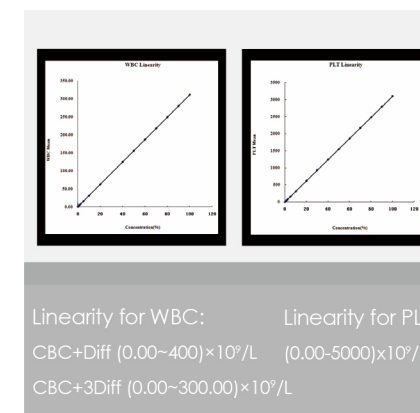 WBC Linearity
350.00
300.00
250.00
200.00
150.00
100.00
50.00
0.00
WBC Mean
0 20 40 60 80 100 120
Concentration(%)
PLT Linearity
3500
3000
2500
2000
1500
1000
500
0
PLT Mean
0 20 40 60 80 100 120
Concentration(%)
Linearity for WBC:
CBC+Diff (0.00~400)×10⁹/L
CBC+3Diff (0.00~300.00)×10⁹/L
Linearity for PL
(0.00-5000)x10⁹/